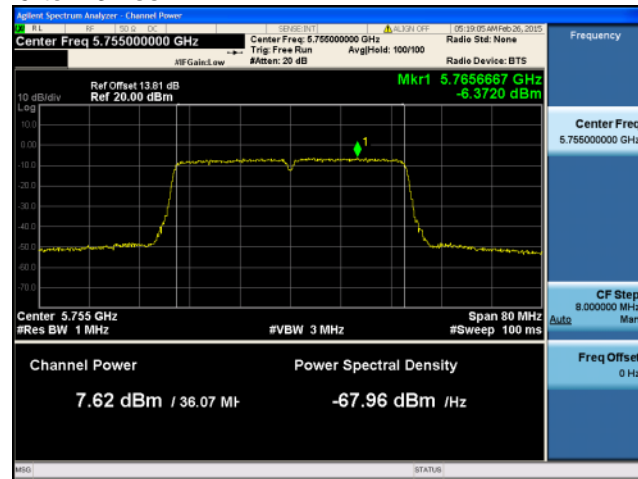 Agilent Spectrum Analyzer - Channel Power
RL RF 50 Ω DC SENSE:INT ALIGN OFF 05:19:05 AM Feb 26, 2015
Center Freq 5.755000000 GHz
Center Freq: 5.755000000 GHz
Radio Std: None
Trig: Free Run Avg|Hold: 100/100
#IFGain:Low #Atten: 20 dB Radio Device: BTS
Ref Offset 13.81 dB
10 dB/div Ref 20.00 dBm
Mkr1 5.7656667 GHz
-6.3720 dBm
Log
10.0
0.00
-10.0
-20.0
-30.0
-40.0
-50.0
-60.0
-70.0
1
Center 5.755 GHz Span 80 MHz
#Res BW 1 MHz #VBW 3 MHz #Sweep 100 ms
Channel Power
Power Spectral Density
7.62 dBm / 36.07 MH
-67.96 dBm /Hz
MSG STATUS
Frequency
Center Freq
5.755000000 GHz
CF Step
8.000000 MHz
Auto Man
Freq Offset
0 Hz